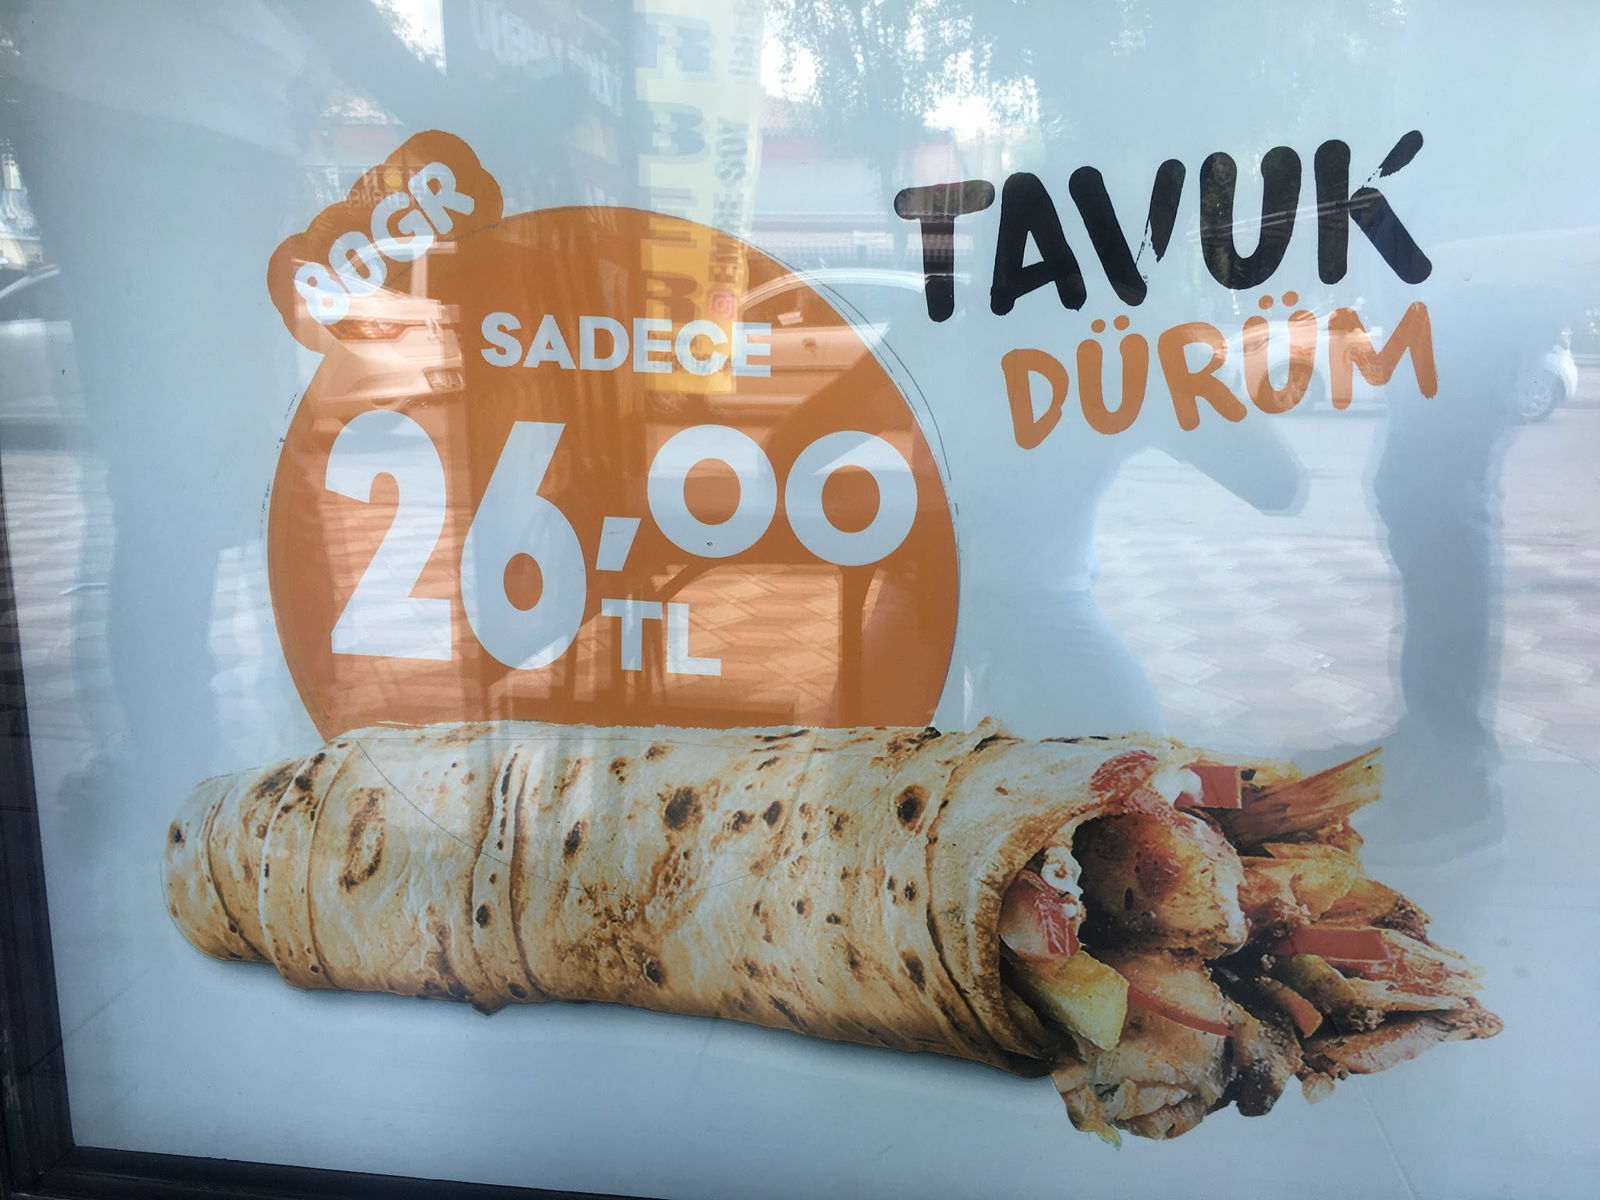 80GR
SADECE
26,00
TL
TAVUK
DÜRÜM